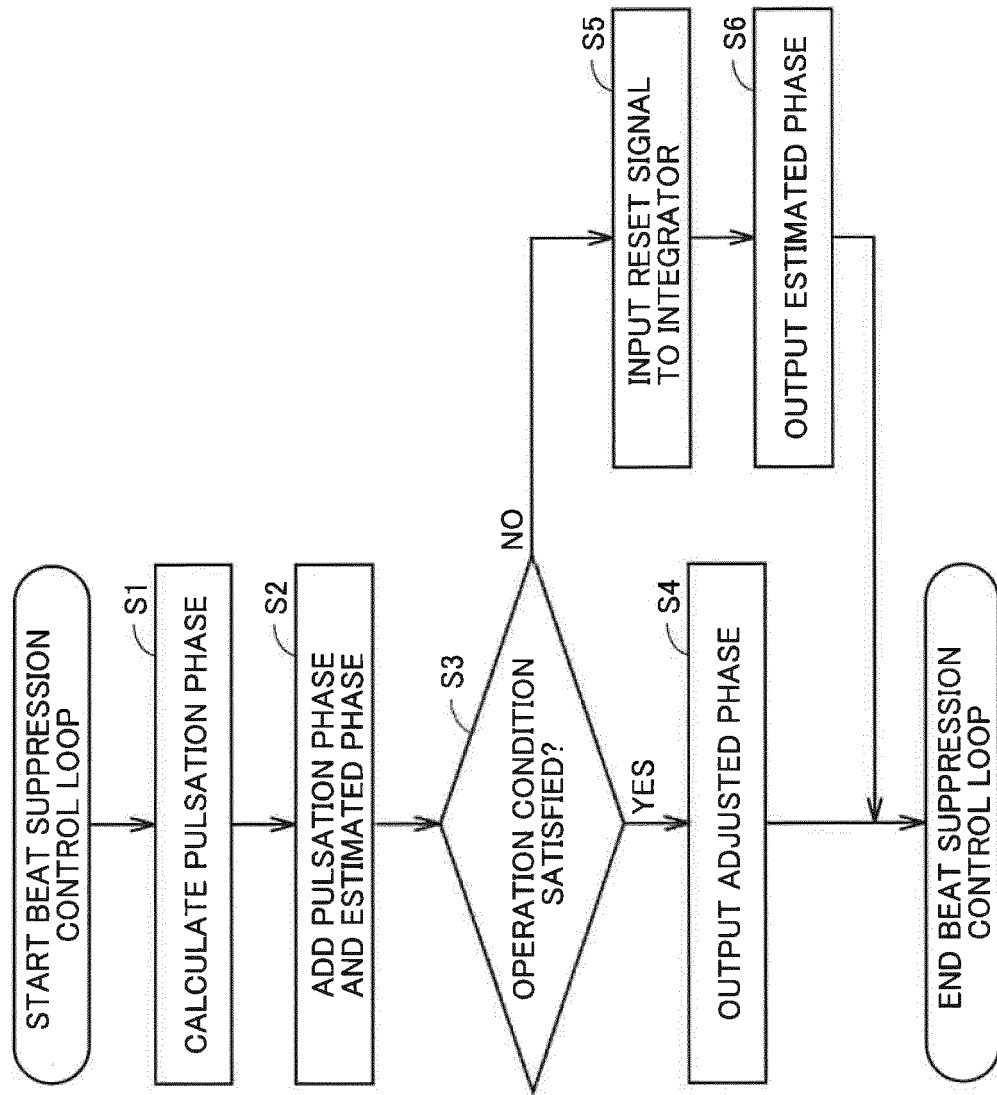 START BEAT SUPPRESSION
CONTROL LOOP
S1
CALCULATE PULSATION PHASE
S2
ADD PULSATION PHASE
AND ESTIMATED PHASE
S3
OPERATION CONDITION
SATISFIED?
NO
YES
S4
OUTPUT ADJUSTED PHASE
S5
INPUT RESET SIGNAL
TO INTEGRATOR
S6
OUTPUT ESTIMATED PHASE
END BEAT SUPPRESSION
CONTROL LOOP